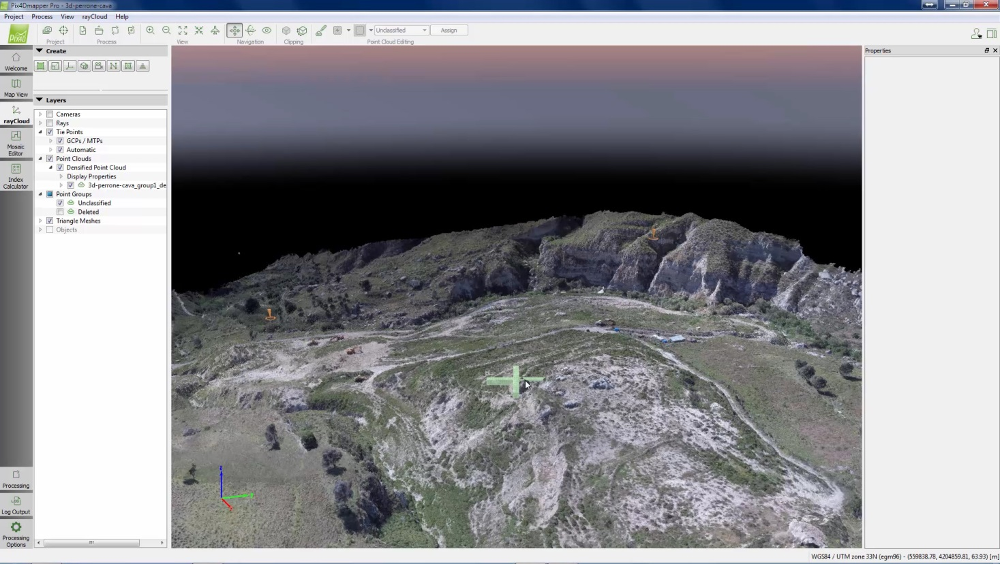 Pix4Dmapper Pro - 3d-perrone-cava
Project Process View rayCloud Help
PIX4D
Unclassified
Assign
Project
Process
View
Navigation
Clipping
Point Cloud Editing
Welcome
Map View
rayCloud
Mosaic
Editor
Index
Calculator
Processing
Log Output
Processing
Options
Create
Layers
Cameras
Rays
Tie Points
GCPs / MTPs
Automatic
Point Clouds
Densified Point Cloud
Display Properties
3d-perrone-cava_group1_de
Point Groups
Unclassified
Deleted
Triangle Meshes
Objects
Properties
WGS84 / UTM zone 33N (egm96) - (559838.78, 4204859.81, 63.93) [m]